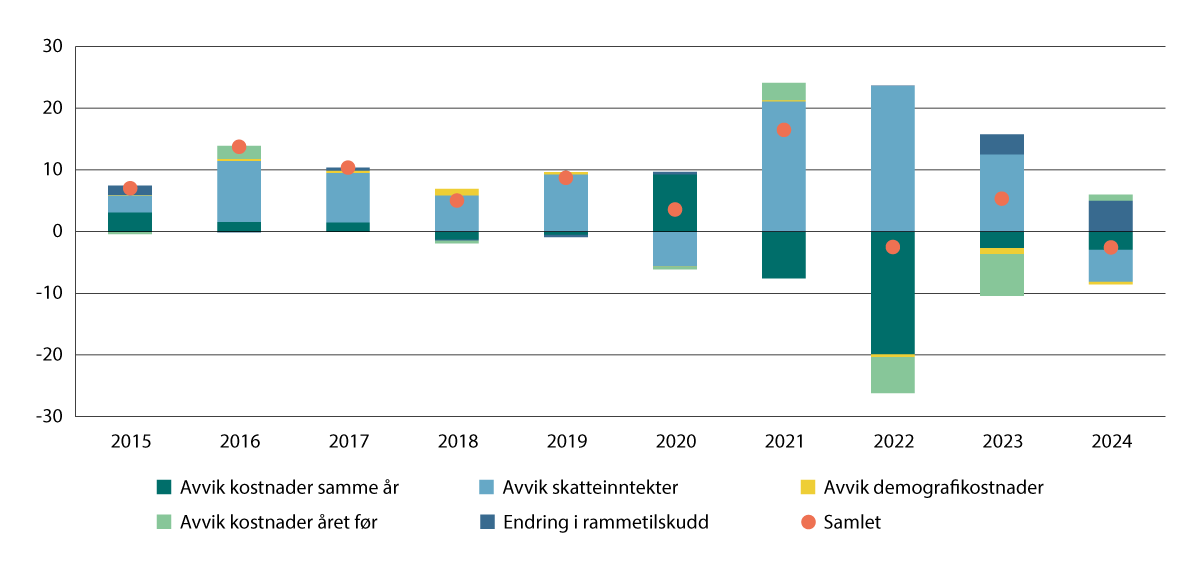 30
20
10
0
-10
-20
-30
2015 2016 2017 2018 2019 2020 2021 2022 2023 2024
Avvik kostnader samme år Avvik skatteinntekter Avvik demografikostnader
Avvik kostnader året før Endring i rammetilskudd Samlet